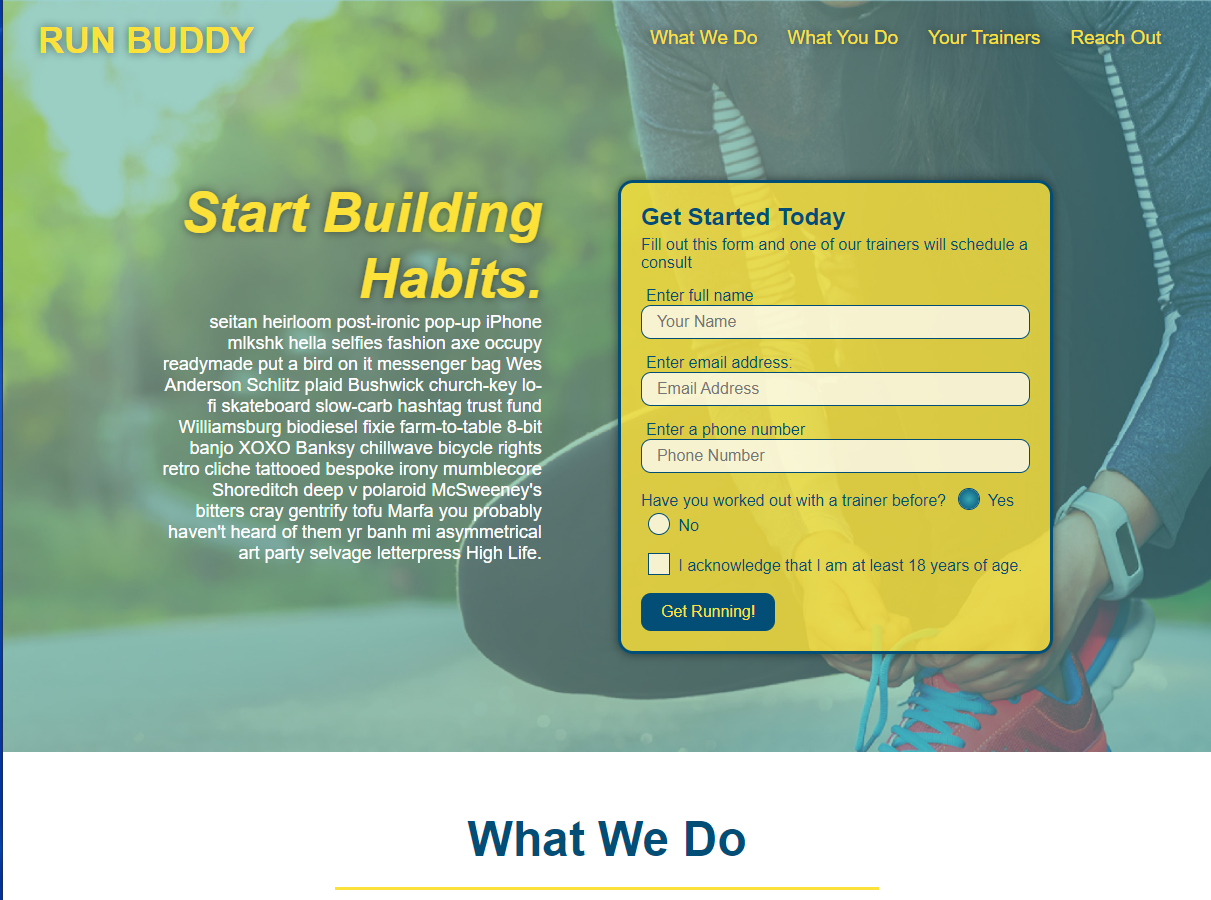 RUN BUDDY
What We Do What You Do Your Trainers Reach Out
Start Building
Habits.
seitan heirloom post-ironic pop-up iPhone
mlkshk hella selfies fashion axe occupy
readymade put a bird on it messenger bag Wes
Anderson Schlitz plaid Bushwick church-key lo-
fi skateboard slow-carb hashtag trust fund
Williamsburg biodiesel fixie farm-to-table 8-bit
banjo XOXO Banksy chillwave bicycle rights
retro cliche tattooed bespoke irony mumblecore
Shoreditch deep v polaroid McSweeney's
bitters cray gentrify tofu Marfa you probably
haven't heard of them yr banh mi asymmetrical
art party selvage letterpress High Life.
Get Started Today
Fill out this form and one of our trainers will schedule a
consult
Enter full name
Your Name
Enter email address:
Email Address
Enter a phone number
Phone Number
Have you worked out with a trainer before? Yes
No
I acknowledge that I am at least 18 years of age.
Get Running!
What We Do